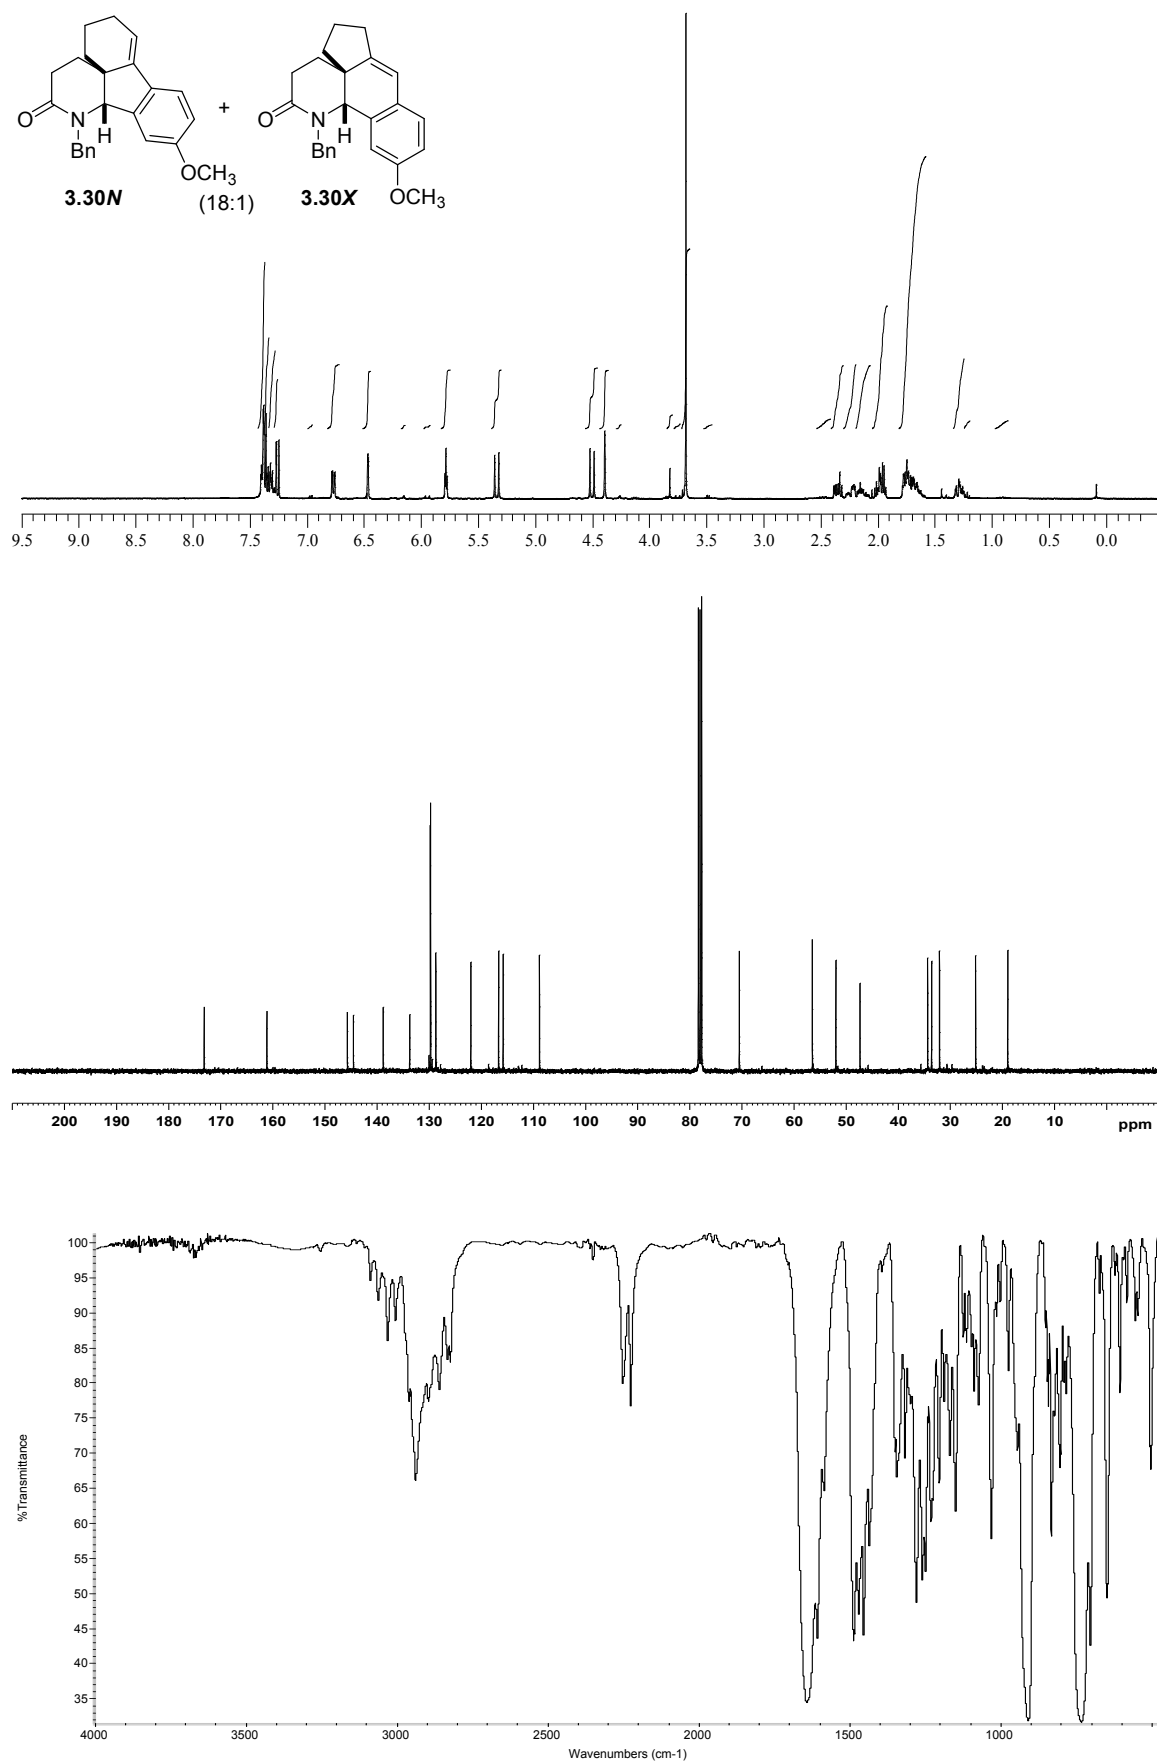 O
N
H
Bn
OCH3
3.30N
+
(18:1)
O
N
H
Bn
OCH3
3.30X
9.5 9.0 8.5 8.0 7.5 7.0 6.5 6.0 5.5 5.0 4.5 4.0 3.5 3.0 2.5 2.0 1.5 1.0 0.5 0.0
200 190 180 170 160 150 140 130 120 110 100 90 80 70 60 50 40 30 20 10 ppm
100
95
90
85
80
75
70
65
60
55
50
45
40
35
%Transmittance
4000 3500 3000 2500 2000 1500 1000
Wavenumbers (cm-1)